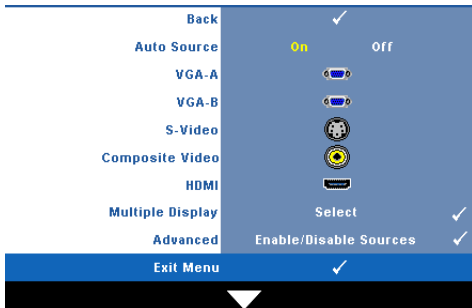 Back
Auto Source On Off
VGA-A
VGA-B
S-Video
Composite Video
HDMI
Multiple Display Select
Advanced Enable/Disable Sources
Exit Menu